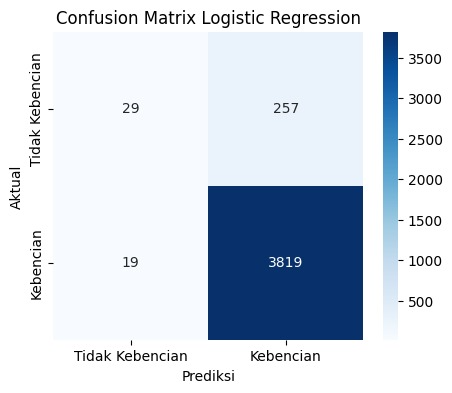 Confusion Matrix Logistic Regression
Aktual
Tidak Kebencian
29
257
Kebencian
19
3819
Tidak Kebencian
Kebencian
Prediksi
3500
3000
2500
2000
1500
1000
500